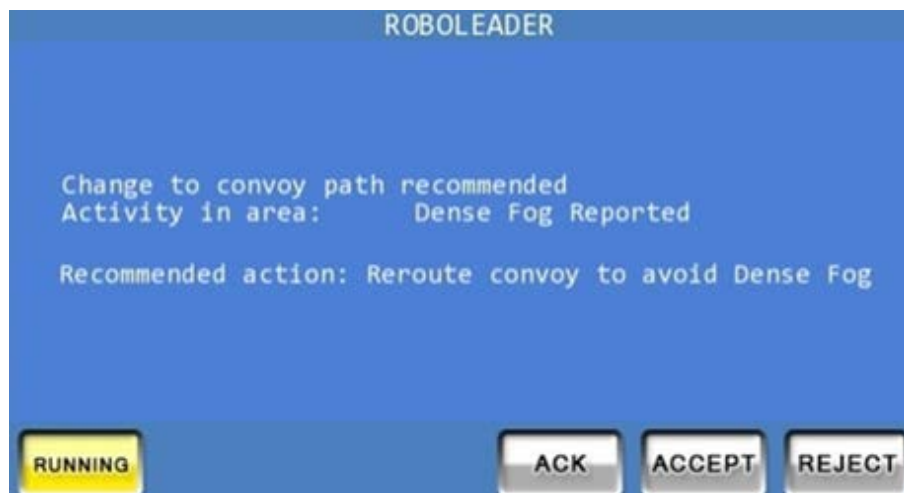 ROBOLEADER
Change to convoy path recommended
Activity in area: Dense Fog Reported
Recommended action: Reroute convoy to avoid Dense Fog
RUNNING
ACK
ACCEPT
REJECT